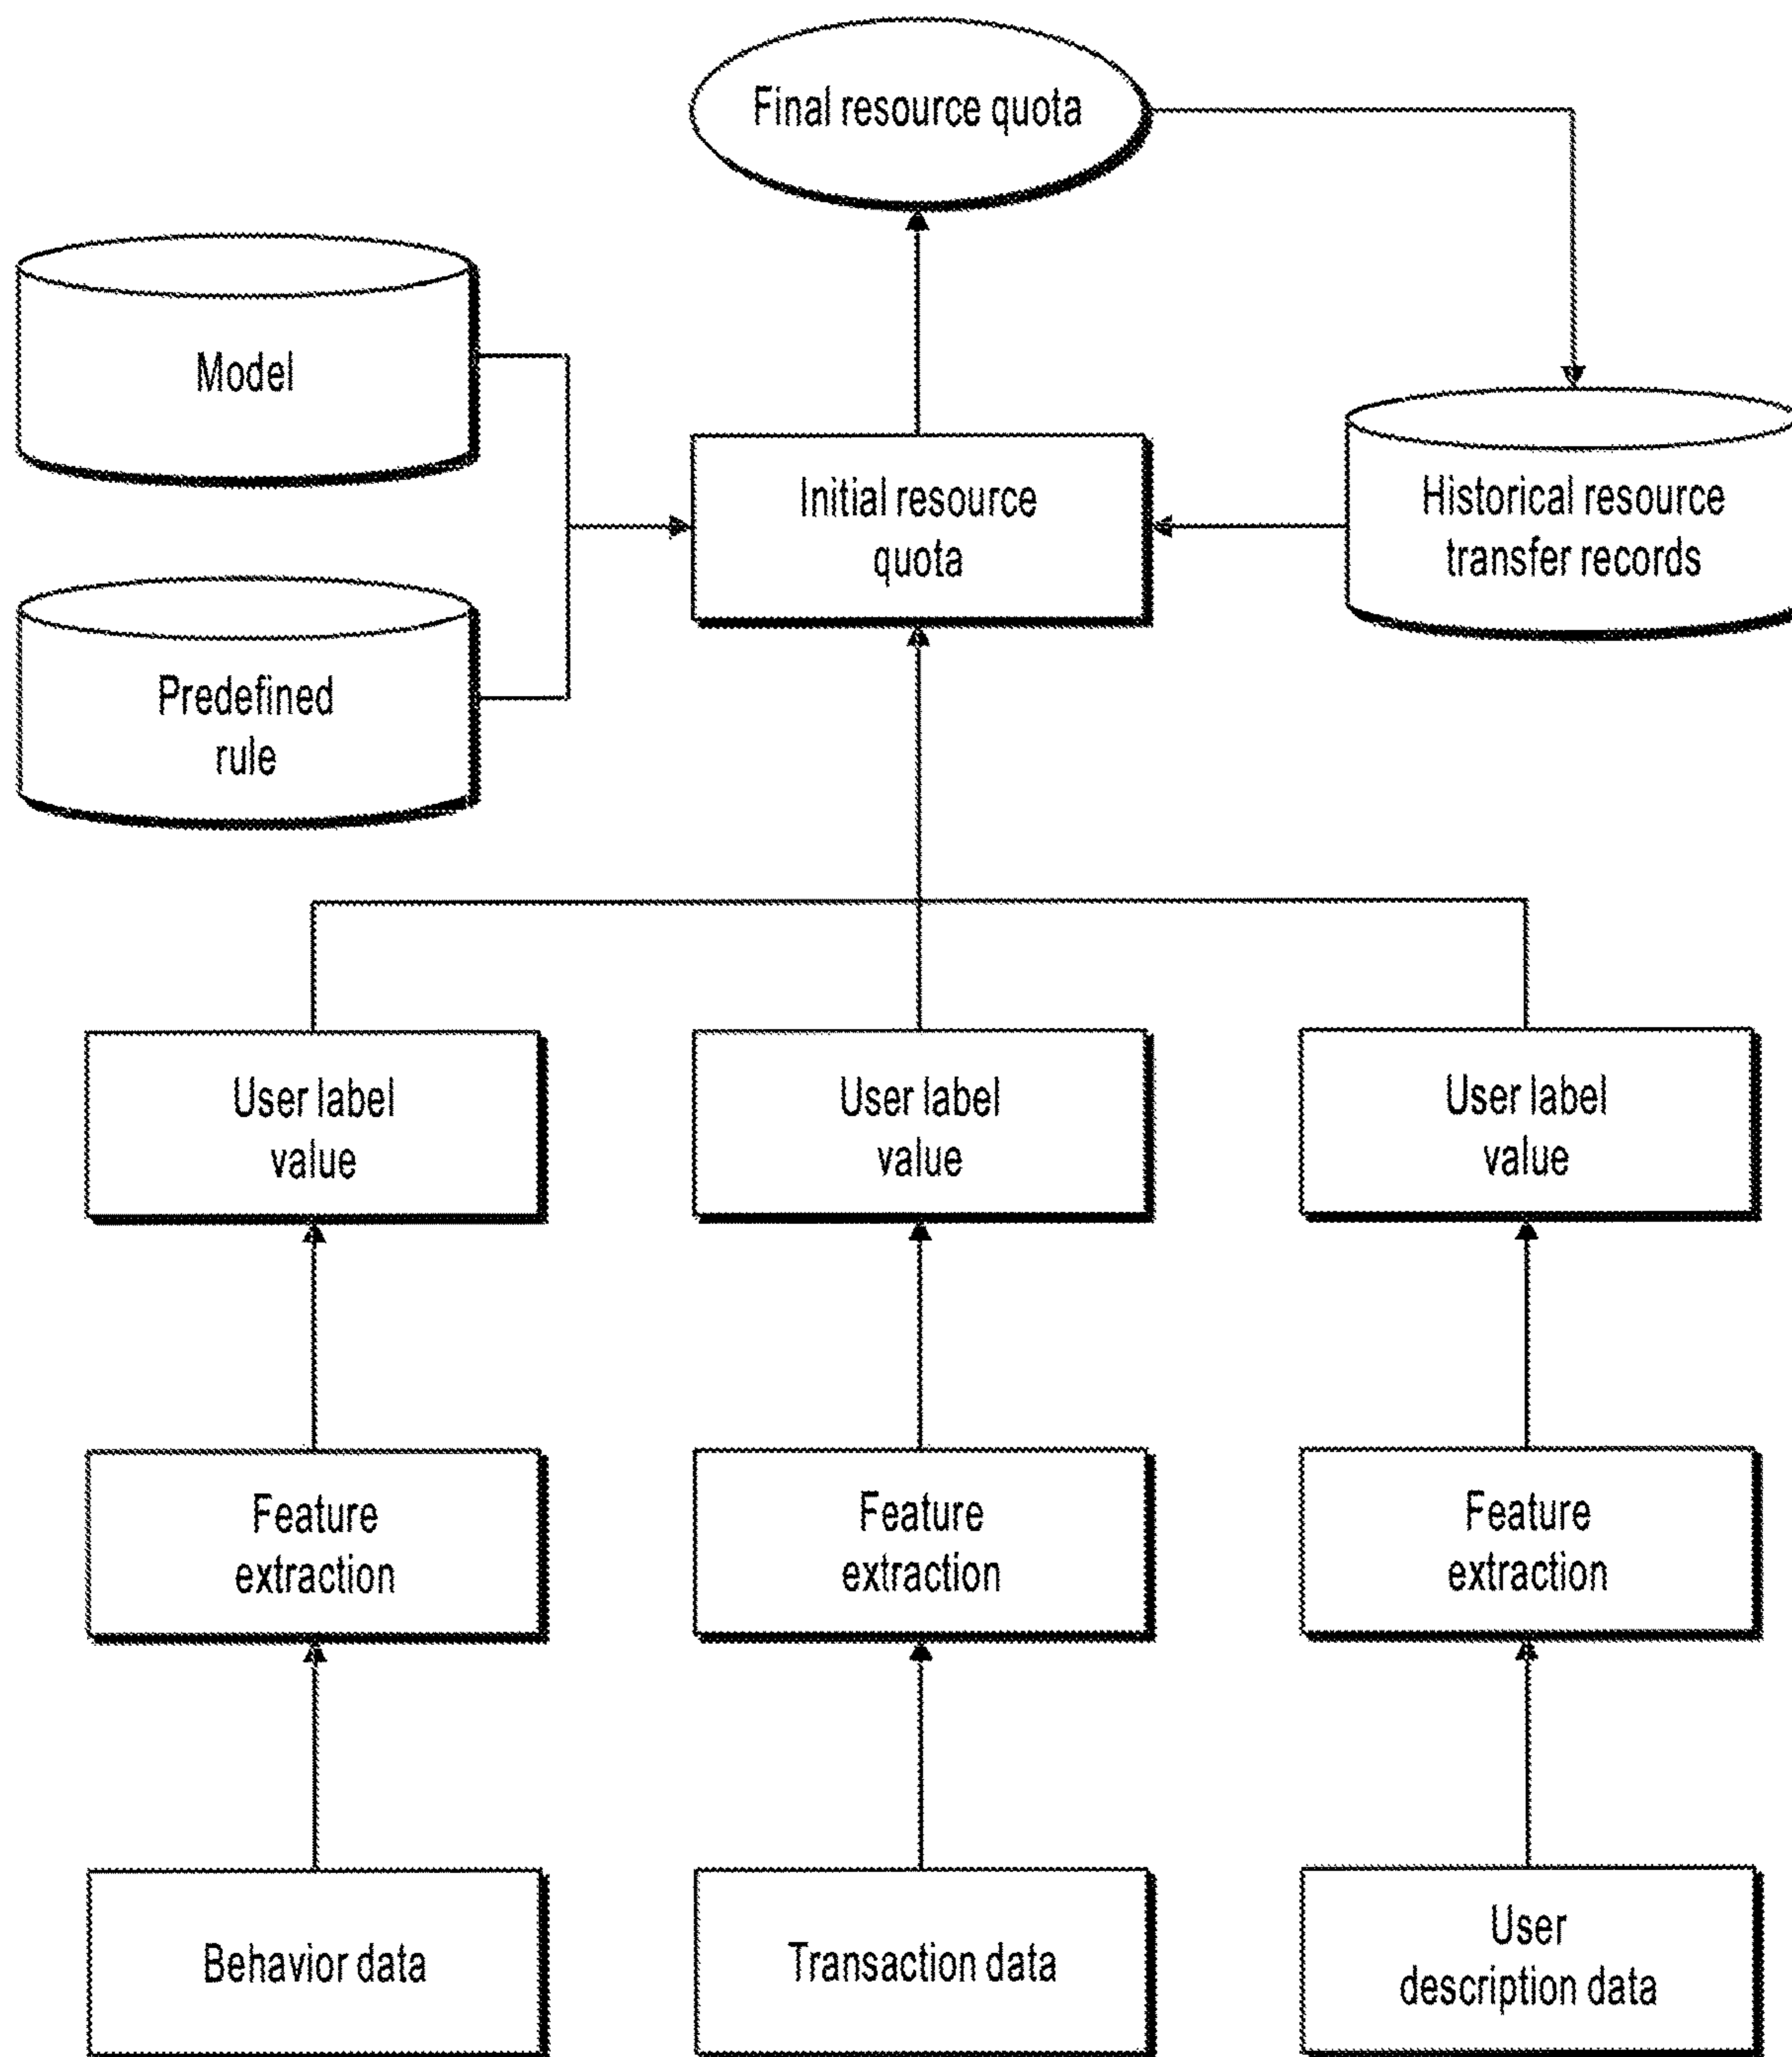 Final resource quota
Model
Initial resource
quota
Historical resource
transfer records
Predefined
rule
User label
value
User label
value
User label
value
Feature
extraction
Feature
extraction
Feature
extraction
Behavior data
Transaction data
User
description data